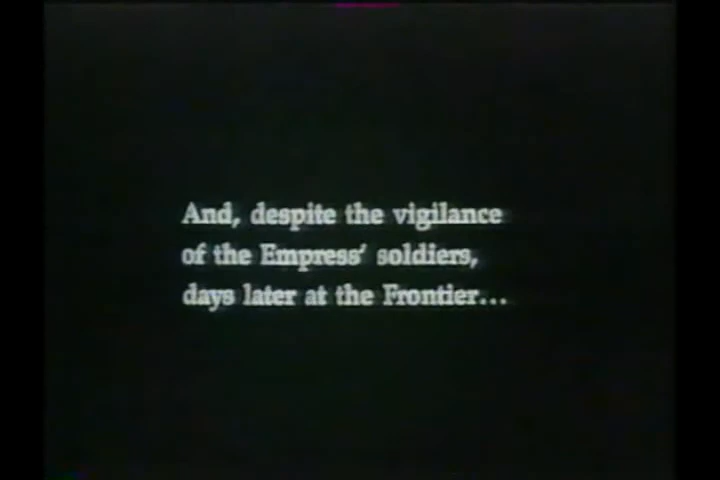 And, despite the vigilance
of the Empress' soldiers,
days later at the Frontier...